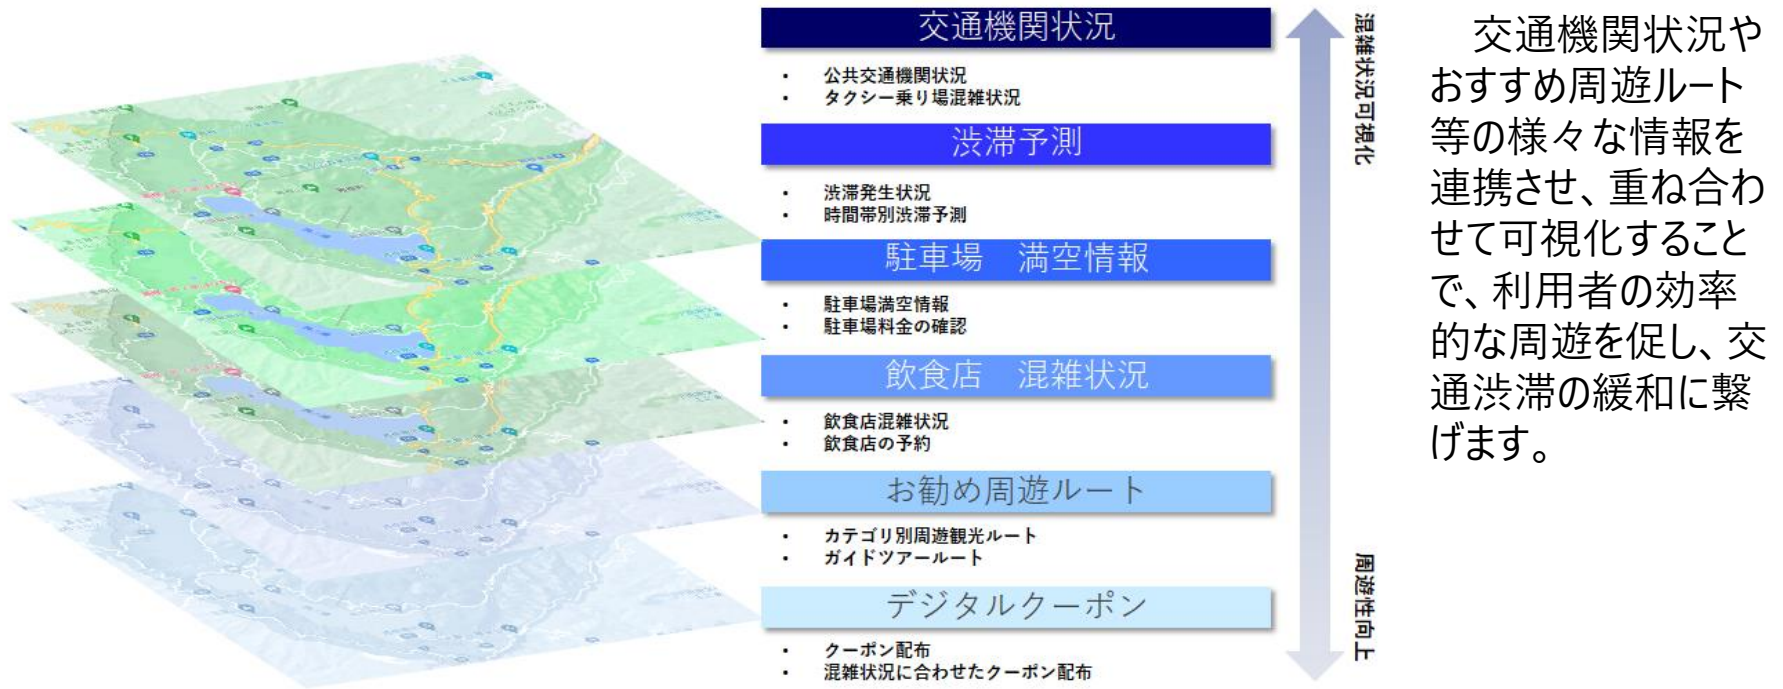 交通機関状況
・ 公共交通機関状況
・ タクシー乗り場混雑状況
渋滞予測
・ 渋滞発生状況
・ 時間帯別渋滞予測
駐車場　満空情報
・ 駐車場満空情報
・ 駐車場料金の確認
飲食店　混雑状況
・ 飲食店混雑状況
・ 飲食店の予約
お勧め周遊ルート
・ カテゴリ別周遊観光ルート
・ ガイドツアールート
デジタルクーポン
・ クーポン配布
・ 混雑状況に合わせたクーポン配布
混雑状況可視化
周遊性向上
　交通機関状況や
おすすめ周遊ルート
等の様々な情報を
連携させ、重ね合わ
せて可視化すること
で、利用者の効率
的な周遊を促し、交
通渋滞の緩和に繋
げます。